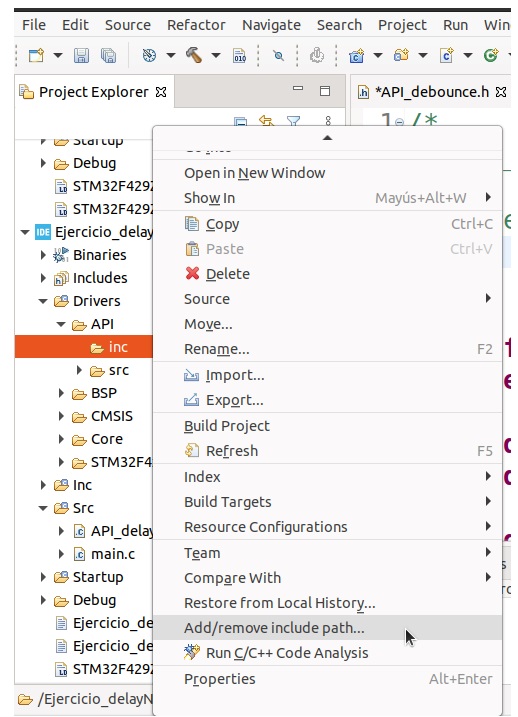 File Edit Source Refactor Navigate Search Project Run Win
Project Explorer
*API_debounce.h
1 /*
Startup
Debug
STM32F429Z
STM32F429Z
IDE Ejercicio_delay
Binaries
Includes
Drivers
API
inc
src
BSP
CMSIS
Core
STM32F4
Inc
Src
API_delay
main.c
Startup
Debug
Ejercicio_de
Ejercicio_de
STM32F429Z
/Ejercicio_delayN
Open in New Window
Show In Mayús+Alt+W
Copy Ctrl+C
Paste Ctrl+V
Delete
Source
Move...
Rename... F2
Import...
Export...
Build Project
Refresh F5
Index
Build Targets
Resource Configurations
Team
Compare With
Restore from Local History...
Add/remove include path...
Run C/C++ Code Analysis
Properties Alt+Enter